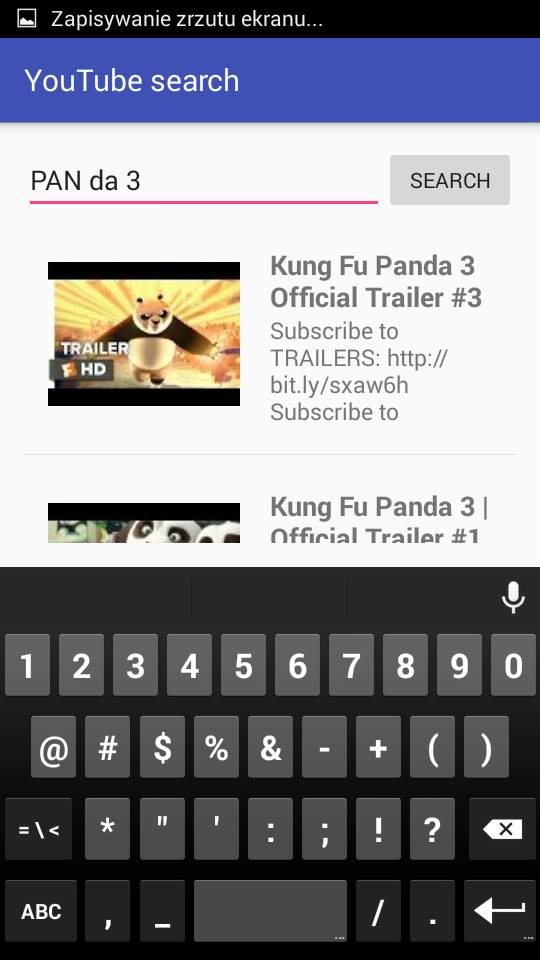 Zapisywanie zrzutu ekranu...
YouTube search
PAN da 3
SEARCH
Kung Fu Panda 3
Official Trailer #3
Subscribe to
TRAILERS: http://
bit.ly/sxaw6h
Subscribe to
TRAILER
F HD
Kung Fu Panda 3 |
Official Trailer #1
1 2 3 4 5 6 7 8 9 0
@ # $ % & - + ( )
= \ < * " ' : ; ! ?
ABC , _ / .